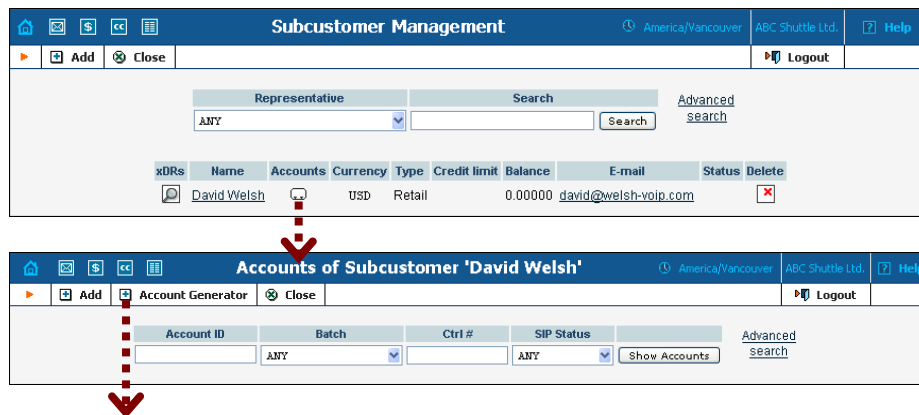 $ cc Subcustomer Management America/Vancouver ABC Shuttle Ltd. ? Help
Add Close Logout
Representative Search Advanced search
ANY Search
xDRs Name Accounts Currency Type Credit limit Balance E-mail Status Delete
David Welsh USD Retail 0.00000 david@welsh-voip.com
$ cc Accounts of Subcustomer 'David Welsh' America/Vancouver ABC Shuttle Ltd. ? Help
Add Account Generator Close Logout
Account ID Batch Ctrl # SIP Status Advanced search
ANY ANY Show Accounts